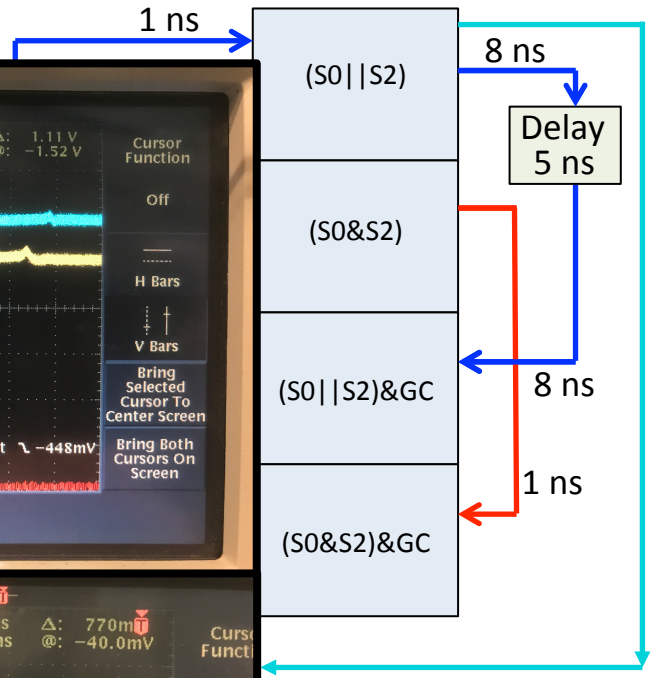 1 ns
(S0||S2)
8 ns
Delay
5 ns
(S0&S2)
(S0||S2)&GC
8 ns
(S0&S2)&GC
1 ns
Δ: 1.11 V
@: -1.52 V
Cursor
Function
Off
H Bars
V Bars
Bring
Selected
Cursor To
Center Screen
Bring Both
Cursors On
Screen
-448mV
Δ: 770m
@: -40.0mV